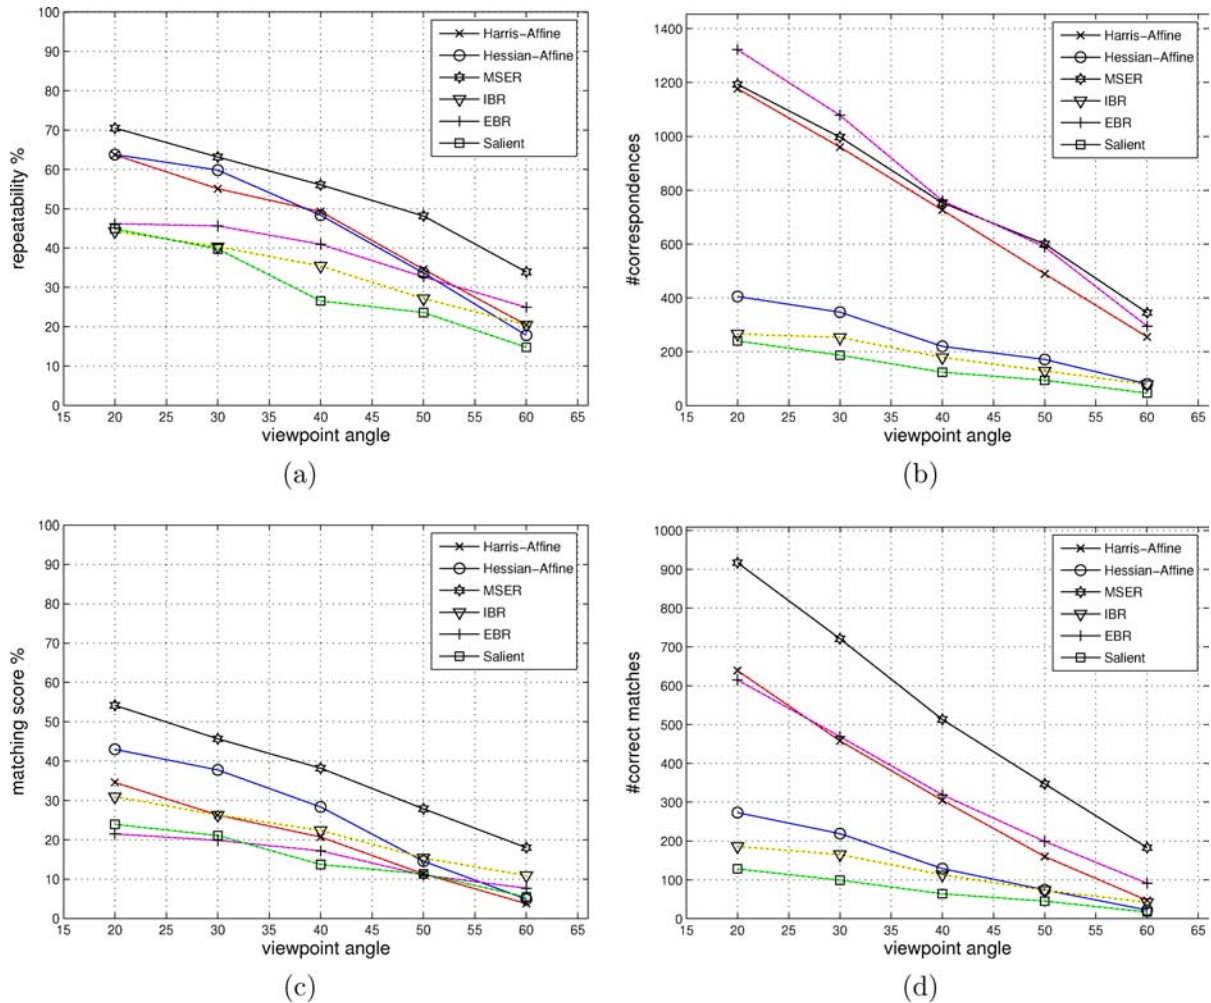 100
90
80
70
60
50
40
30
20
10
0
repeatability %
15 20 25 30 35 40 45 50 55 60 65
viewpoint angle
Harris-Affine
Hessian-Affine
MSER
IBR
EBR
Salient
(a)
1400
1200
1000
800
600
400
200
0
#correspondences
15 20 25 30 35 40 45 50 55 60 65
viewpoint angle
Harris-Affine
Hessian-Affine
MSER
IBR
EBR
Salient
(b)
100
90
80
70
60
50
40
30
20
10
0
matching score %
15 20 25 30 35 40 45 50 55 60 65
viewpoint angle
Harris-Affine
Hessian-Affine
MSER
IBR
EBR
Salient
(c)
1000
900
800
700
600
500
400
300
200
100
0
#correct matches
15 20 25 30 35 40 45 50 55 60 65
viewpoint angle
Harris-Affine
Hessian-Affine
MSER
IBR
EBR
Salient
(d)